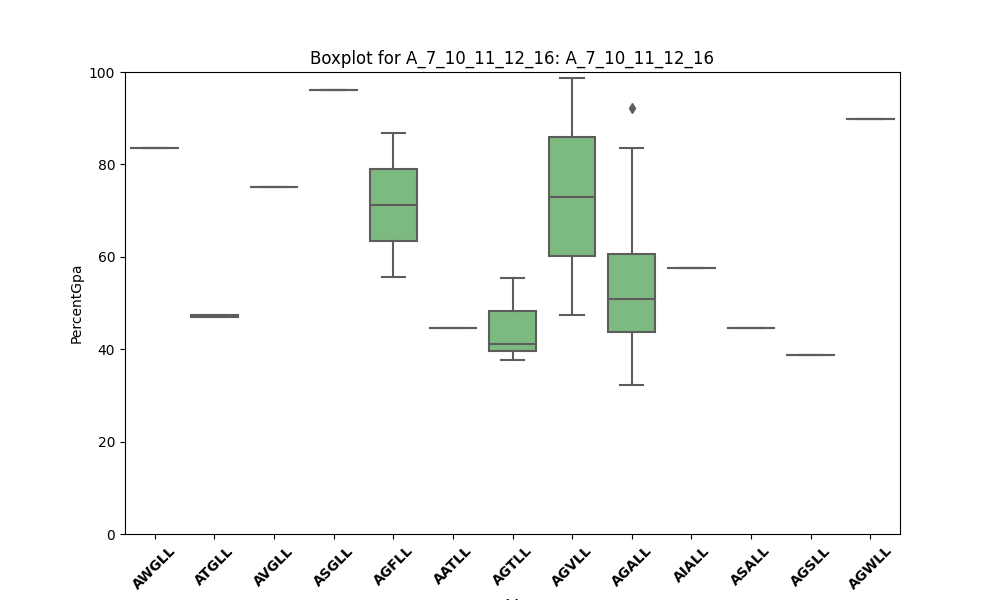 Boxplot for A_7_10_11_12_16: A_7_10_11_12_16
100
80
60
40
20
0
PercentGpa
AWGLL
ATGLL
AVGLL
ASGLL
AGFLL
AATLL
AGTLL
AGVLL
AGALL
AIALL
ASALL
AGSLL
AGWLL